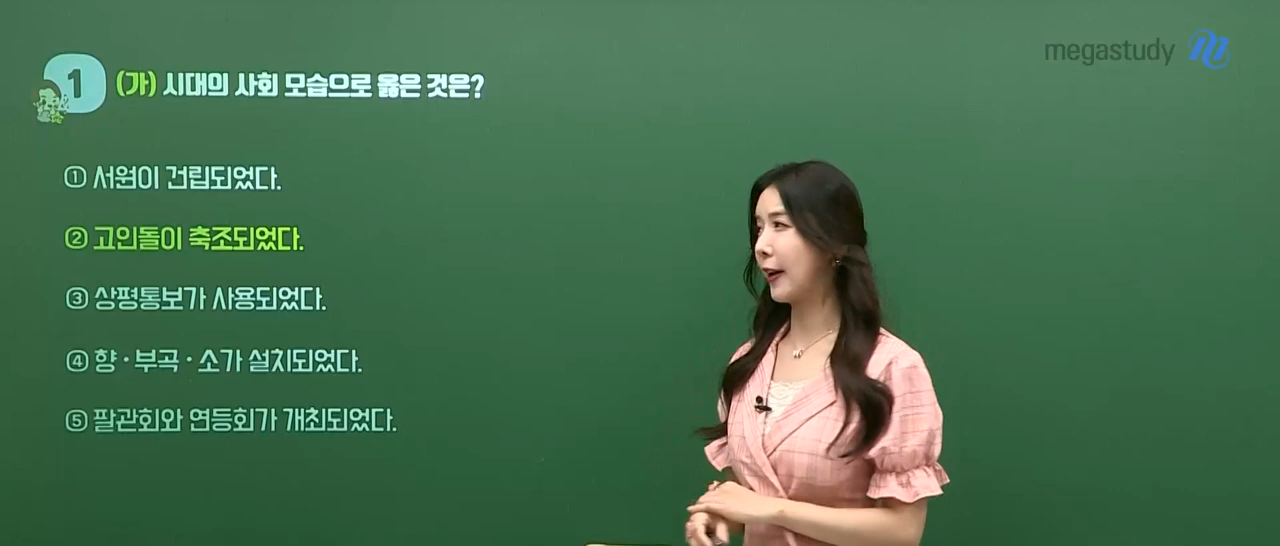 megastudy
1 (가) 시대의 사회 모습으로 옳은 것은?
① 서원이 건립되었다.
② 고인돌이 축조되었다.
③ 상평통보가 사용되었다.
④ 향·부곡·소가 설치되었다.
⑤ 팔관회와 연등회가 개최되었다.